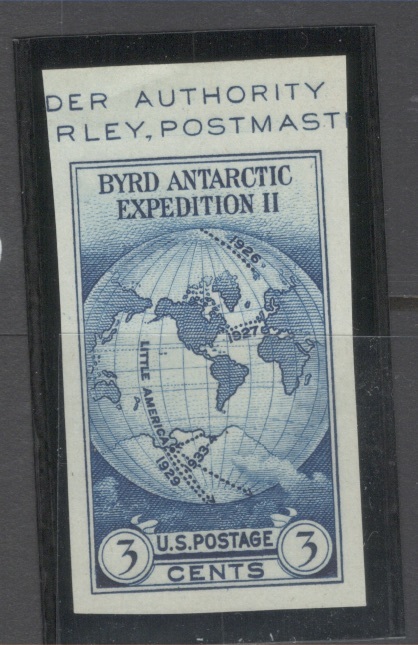 DER AUTHORITY
RLEY, POSTMAST
BYRD ANTARCTIC
EXPEDITION II
1926
1927
LITTLE AMERICA
1929
1933
3 U.S. POSTAGE 3
CENTS